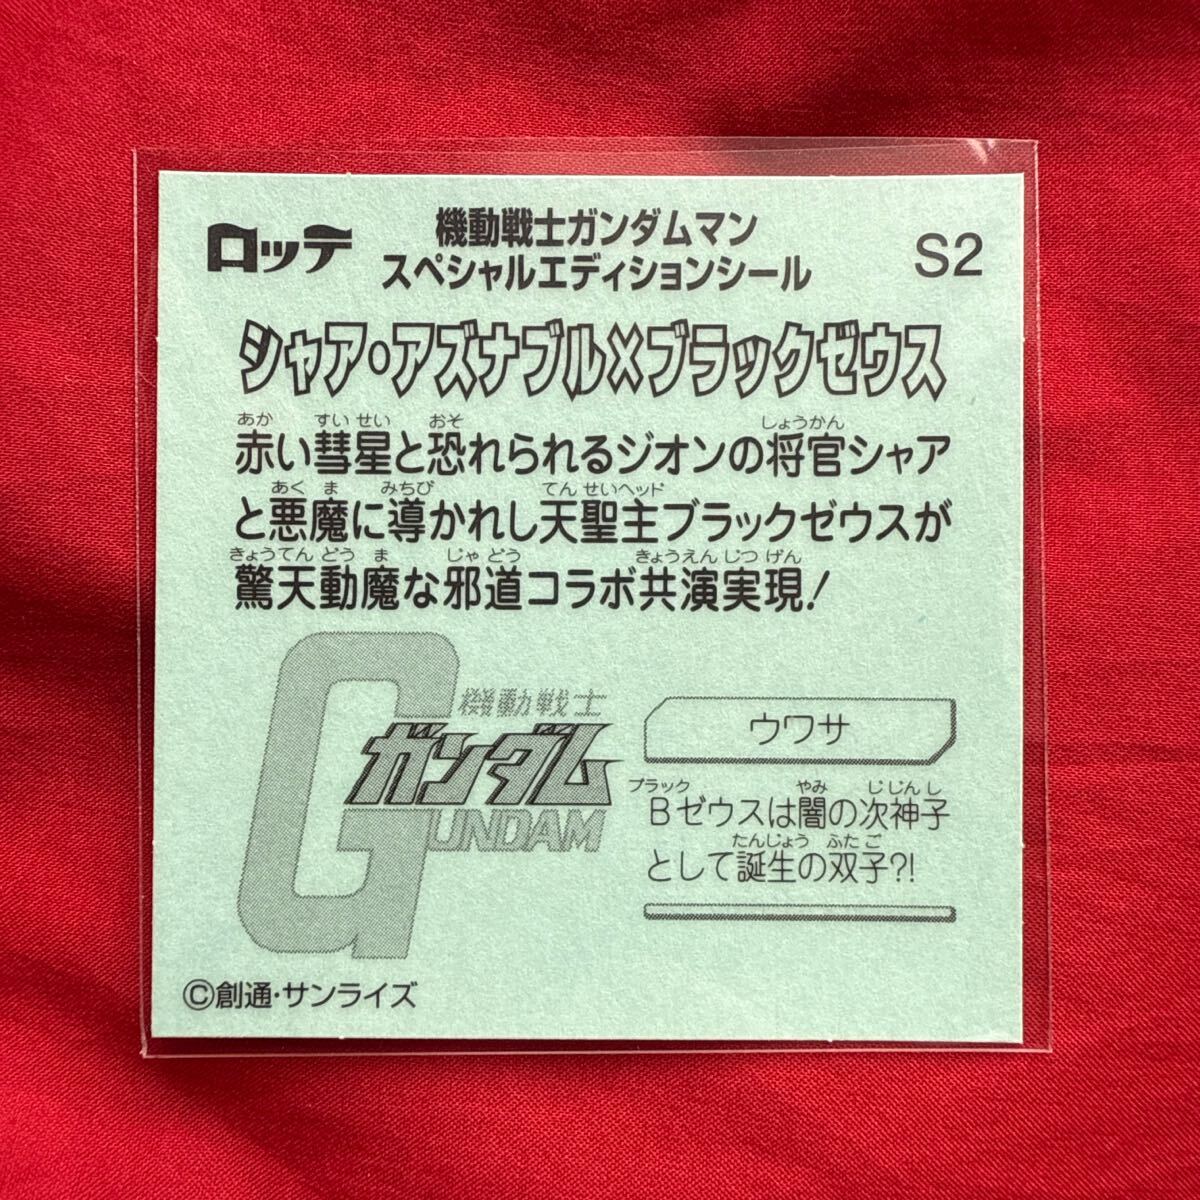 ロッテ
機動戦士ガンダムマン
スペシャルエディションシール
S2
シャア・アズナブル×ブラックゼウス
あか すいせい おそ しょうかん
赤い彗星と恐れられるジオンの将官シャア
あくま みちび てんせいヘッド
と悪魔に導かれし天聖主ブラックゼウスが
きょうてんどうま じゃどう きょうえんじつげん
驚天動魔な邪道コラボ共演実現!
機動戦士
ガンダム
GUNDAM
ウワサ
ブラック やみ じじんし
Bゼウスは闇の次神子
たんじょう ふたご
として誕生の双子?!
©創通・サンライズ